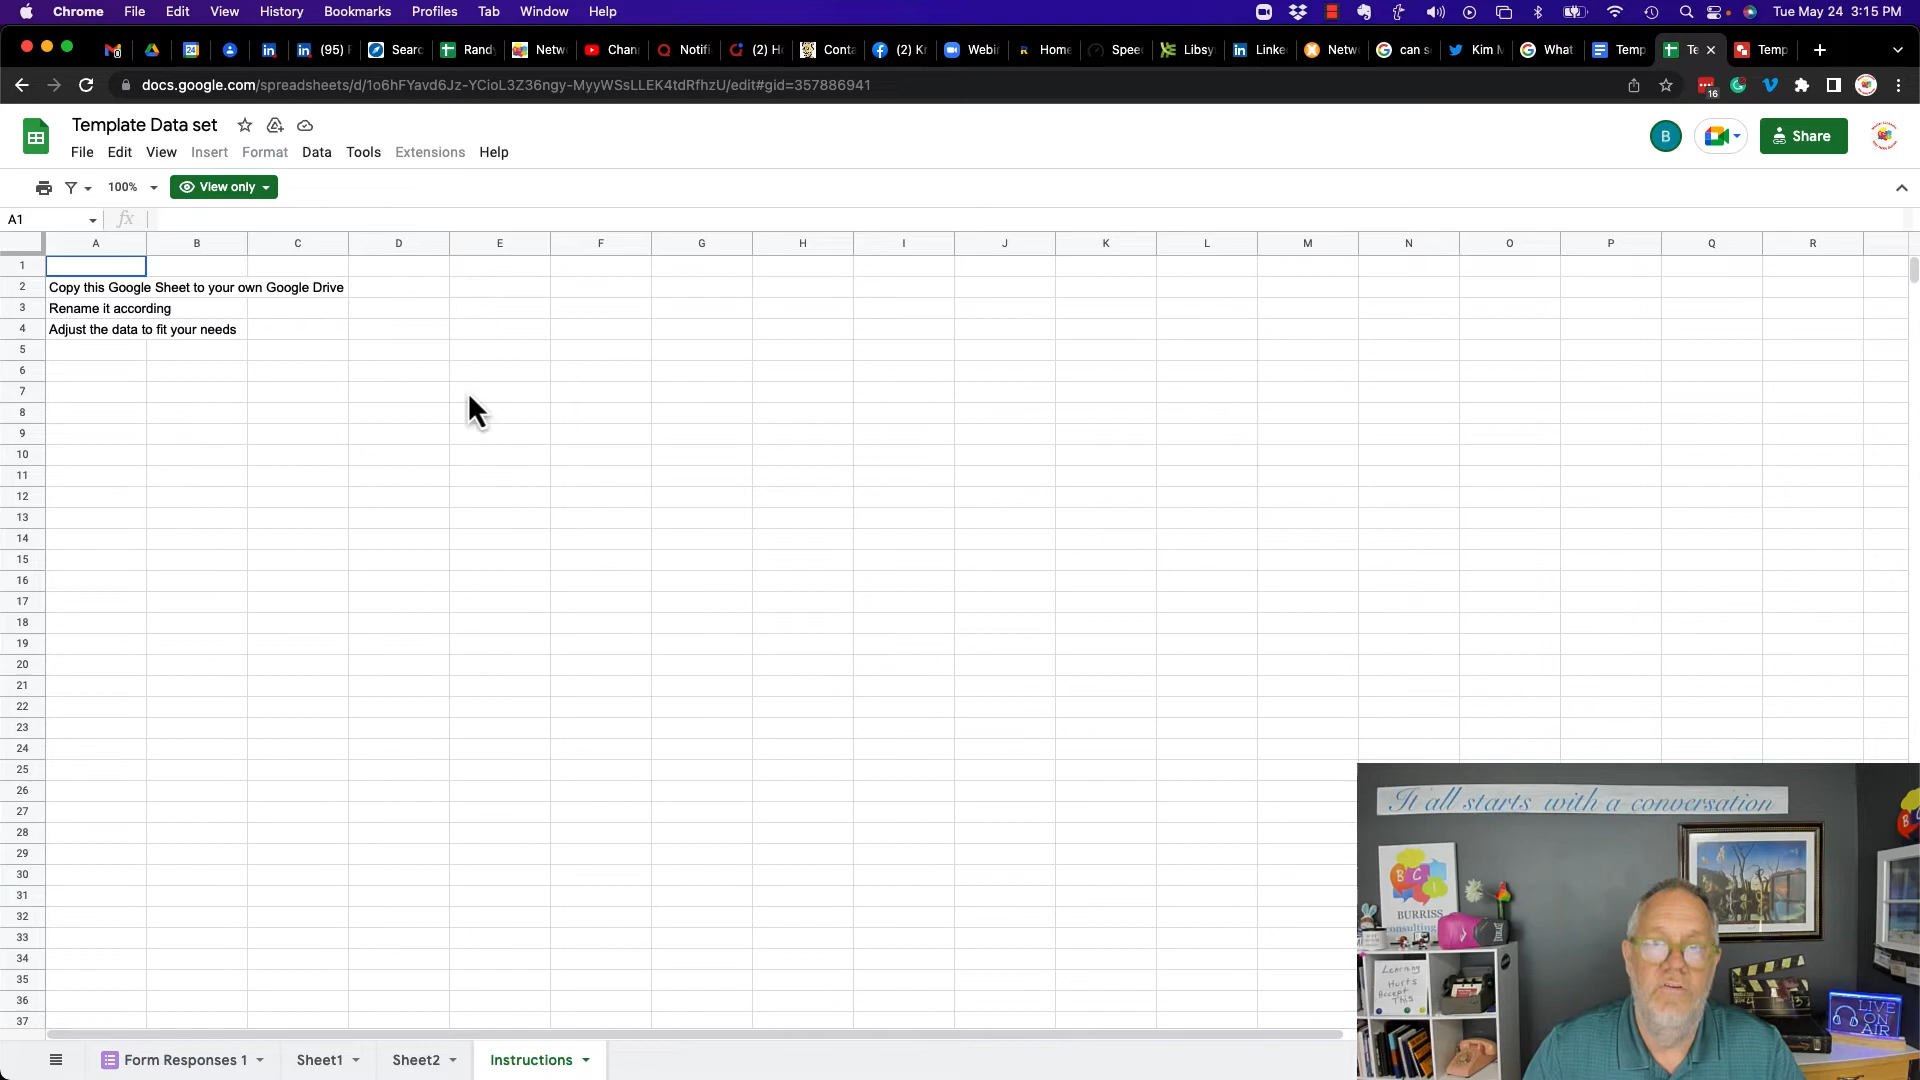 Chrome File Edit View History Bookmarks Profiles Tab Window Help Tue May 24 3:15 PM
24 (95) F Searc Rand Netw Chan Notifi (2) H Conta (2) K Webi Home Speed Libsy Linke Netw can s Kim M What Temp Te Temp
docs.google.com/spreadsheets/d/1o6hFYavd6Jz-YCioL3Z36ngy-MyyWSsLLEK4tdRfhzU/edit#gid=357886941 16
Template Data set
File Edit View Insert Format Data Tools Extensions Help B Share
100% View only
A1 fx
A B C D E F G H I J K L M N O P Q R
1
2 Copy this Google Sheet to your own Google Drive
3 Rename it according
4 Adjust the data to fit your needs
5
6
7
8
9
10
11
12
13
14
15
16
17
18
19
20
21
22
23
24
25
26
27
28
29
30
31
32
33
34
35
36
37
It all starts with a conversation
B C I
BURRISS
consulting
Learning
Hurts
Accept
This
LIVE
ON
AIR
Form Responses 1 Sheet1 Sheet2 Instructions